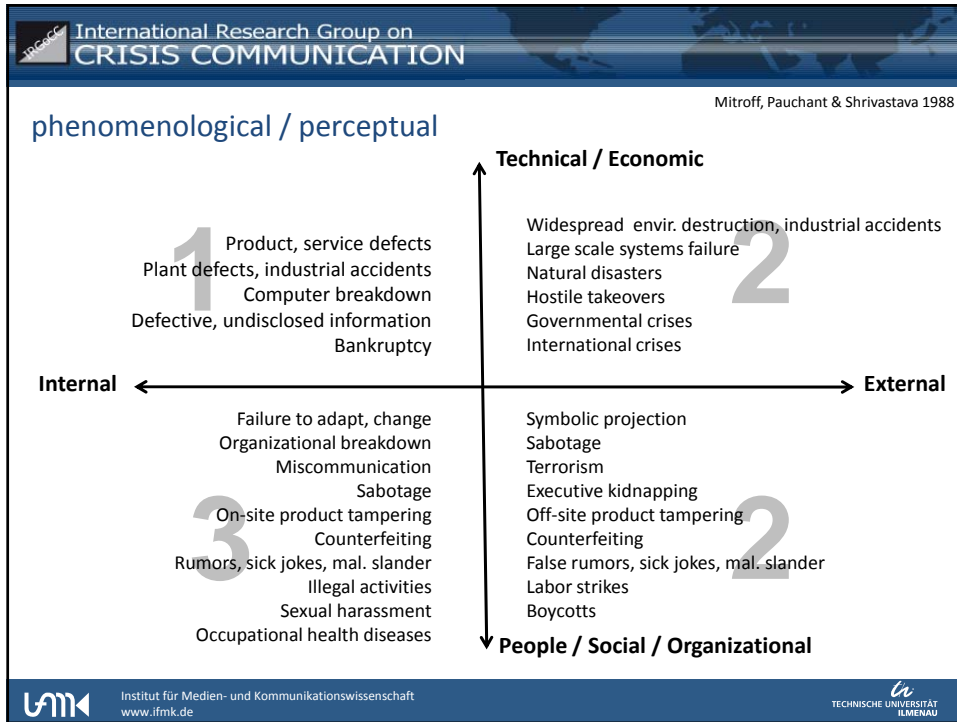 IRGoCC
International Research Group on
CRISIS COMMUNICATION
Mitroff, Pauchant & Shrivastava 1988
phenomenological / perceptual
Technical / Economic
1
Product, service defects
Plant defects, industrial accidents
Computer breakdown
Defective, undisclosed information
Bankruptcy
2
Widespread envir. destruction, industrial accidents
Large scale systems failure
Natural disasters
Hostile takeovers
Governmental crises
International crises
Internal
External
3
Failure to adapt, change
Organizational breakdown
Miscommunication
Sabotage
On-site product tampering
Counterfeiting
Rumors, sick jokes, mal. slander
Illegal activities
Sexual harassment
Occupational health diseases
2
Symbolic projection
Sabotage
Terrorism
Executive kidnapping
Off-site product tampering
Counterfeiting
False rumors, sick jokes, mal. slander
Labor strikes
Boycotts
People / Social / Organizational
ifmk
Institut für Medien- und Kommunikationswissenschaft
www.ifmk.de
th
TECHNISCHE UNIVERSITÄT
ILMENAU